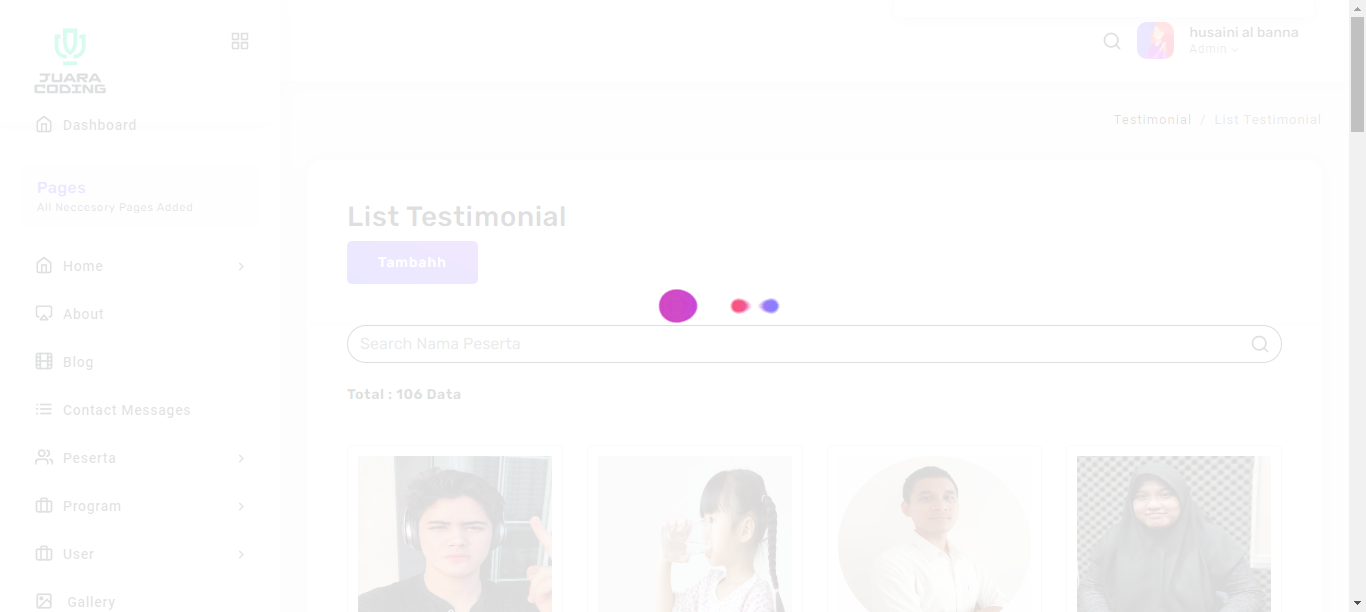 JUARA
CODING
husaini al banna
Admin
Dashboard
Testimonial / List Testimonial
Pages
All Neccesory Pages Added
List Testimonial
Tambahh
Home
About
Search Nama Peserta
Blog
Total : 106 Data
Contact Messages
Peserta
Program
User
Gallery